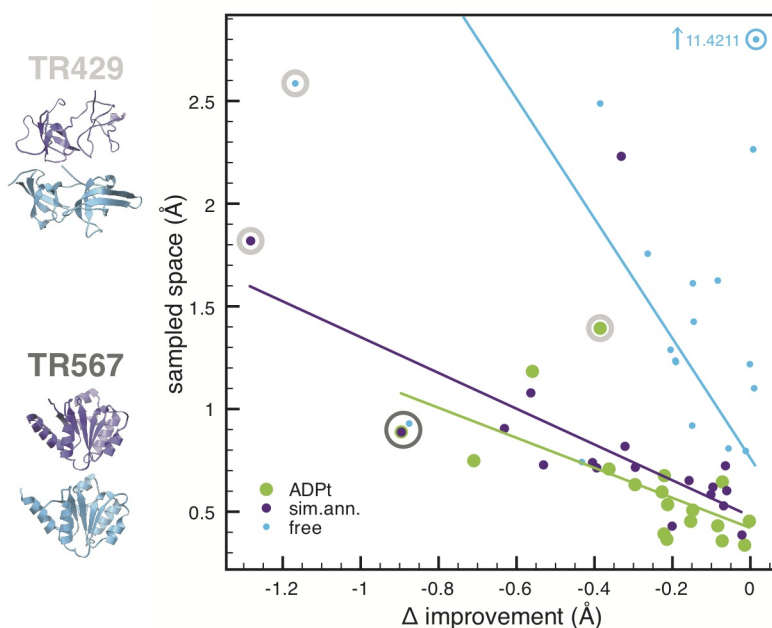 TR429
TR567
↑11.4211
sampled space (Å)
2.5
2
1.5
1
0.5
ADPt
sim.ann.
free
-1.2
-1
-0.8
-0.6
-0.4
-0.2
0
Δ improvement (Å)